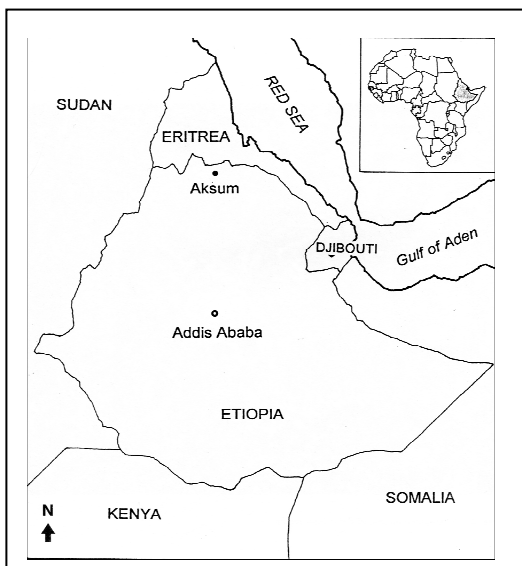 SUDAN
RED SEA
ERITREA
Aksum
DJIBOUTI
Gulf of Aden
Addis Ababa
ETIOPIA
SOMALIA
N
KENYA